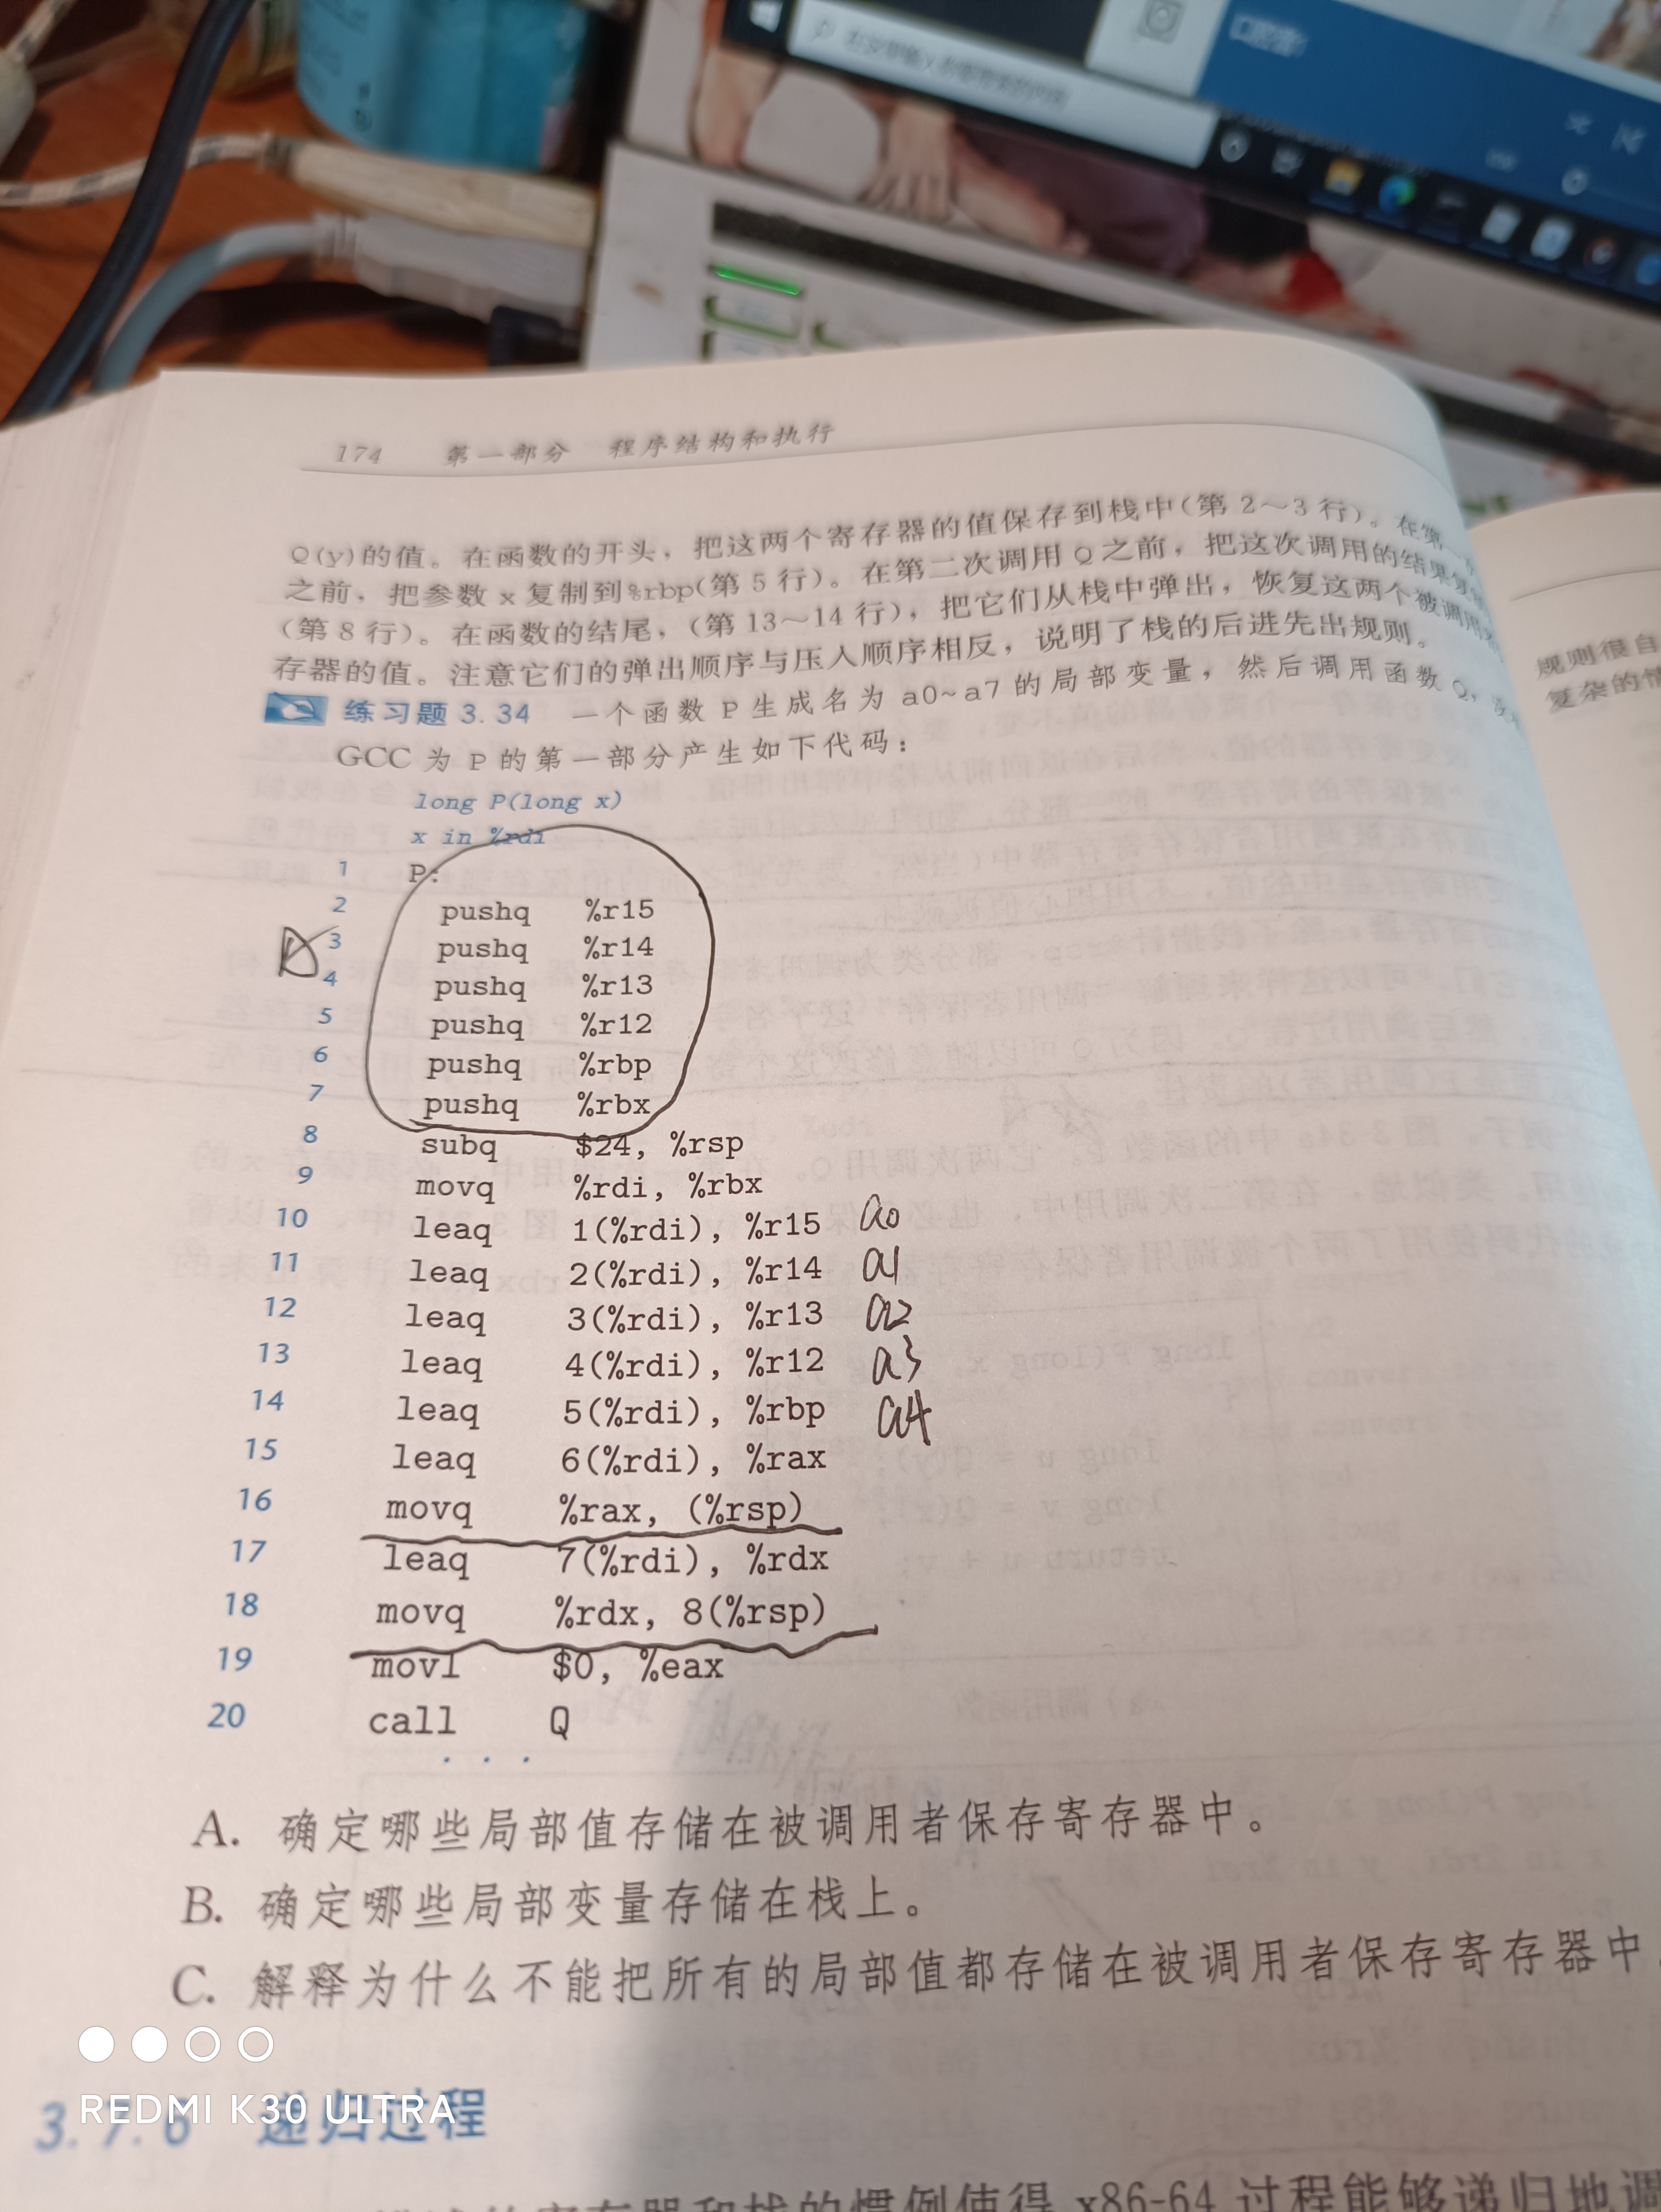 174 第一部分 程序结构和执行
Q(y)的值。在函数的开头，把这两个寄存器的值保存到栈中(第 2～3 行)。在第
之前，把参数 x 复制到%rbp(第 5 行)。在第二次调用 Q 之前，把这次调用的结果复
(第 8 行)。在函数的结尾，(第 13～14 行)，把它们从栈中弹出，恢复这两个被调用
存器的值。注意它们的弹出顺序与压入顺序相反，说明了栈的后进先出规则。
练习题 3.34 一个函数 P 生成名为 a0~a7 的局部变量，然后调用函数 Q，
GCC 为 P 的第一部分产生如下代码：
long P(long x)
x in %rdi
1 P:
2 pushq %r15
3 pushq %r14
4 pushq %r13
5 pushq %r12
6 pushq %rbp
7 pushq %rbx
8 subq $24, %rsp
9 movq %rdi, %rbx
10 leaq 1(%rdi), %r15 a0
11 leaq 2(%rdi), %r14 a1
12 leaq 3(%rdi), %r13 a2
13 leaq 4(%rdi), %r12 a3
14 leaq 5(%rdi), %rbp a4
15 leaq 6(%rdi), %rax
16 movq %rax, (%rsp)
17 leaq 7(%rdi), %rdx
18 movq %rdx, 8(%rsp)
19 movl $0, %eax
20 call Q
. . .
A. 确定哪些局部值存储在被调用者保存寄存器中。
B. 确定哪些局部变量存储在栈上。
C. 解释为什么不能把所有的局部值都存储在被调用者保存寄存器中
3.7.6 递归过程
REDMI K30 ULTRA
x86-64 过程能够递归地调
规则很自
复杂的情